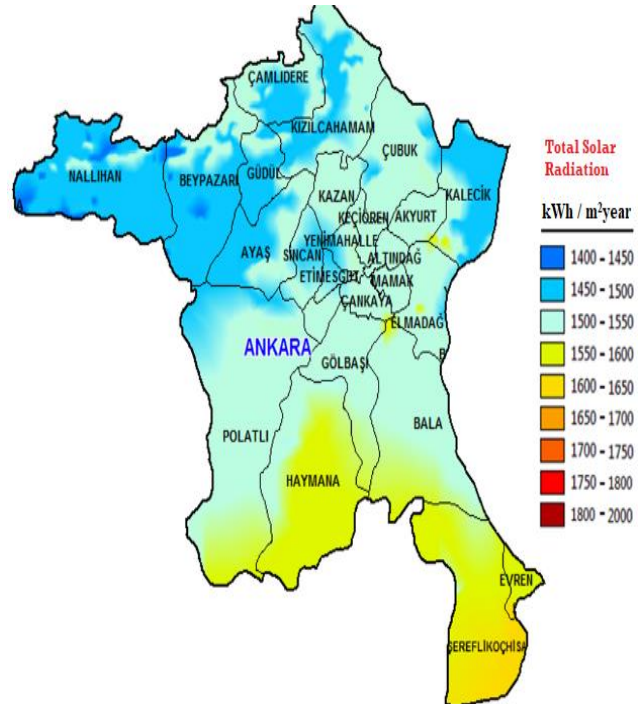 ÇAMLIDERE
KIZILCAHAMAM
ÇUBUK
NALLIHAN
BEYPAZARI
GÜDÜL
KAZAN
KALECİK
KEÇİÖREN
AKYURT
AYAŞ
SİNCAN
YENİMAHALLE
ALTINDAĞ
ETİMESGUT
MAMAK
ÇANKAYA
ELMADAĞ
ANKARA
GÖLBAŞI
B
POLATLI
BALA
HAYMANA
EVREN
ŞEREFLİKOÇHİSA
Total Solar
Radiation
kWh / m²year
1400 – 1450
1450 – 1500
1500 – 1550
1550 – 1600
1600 – 1650
1650 – 1700
1700 – 1750
1750 – 1800
1800 – 2000